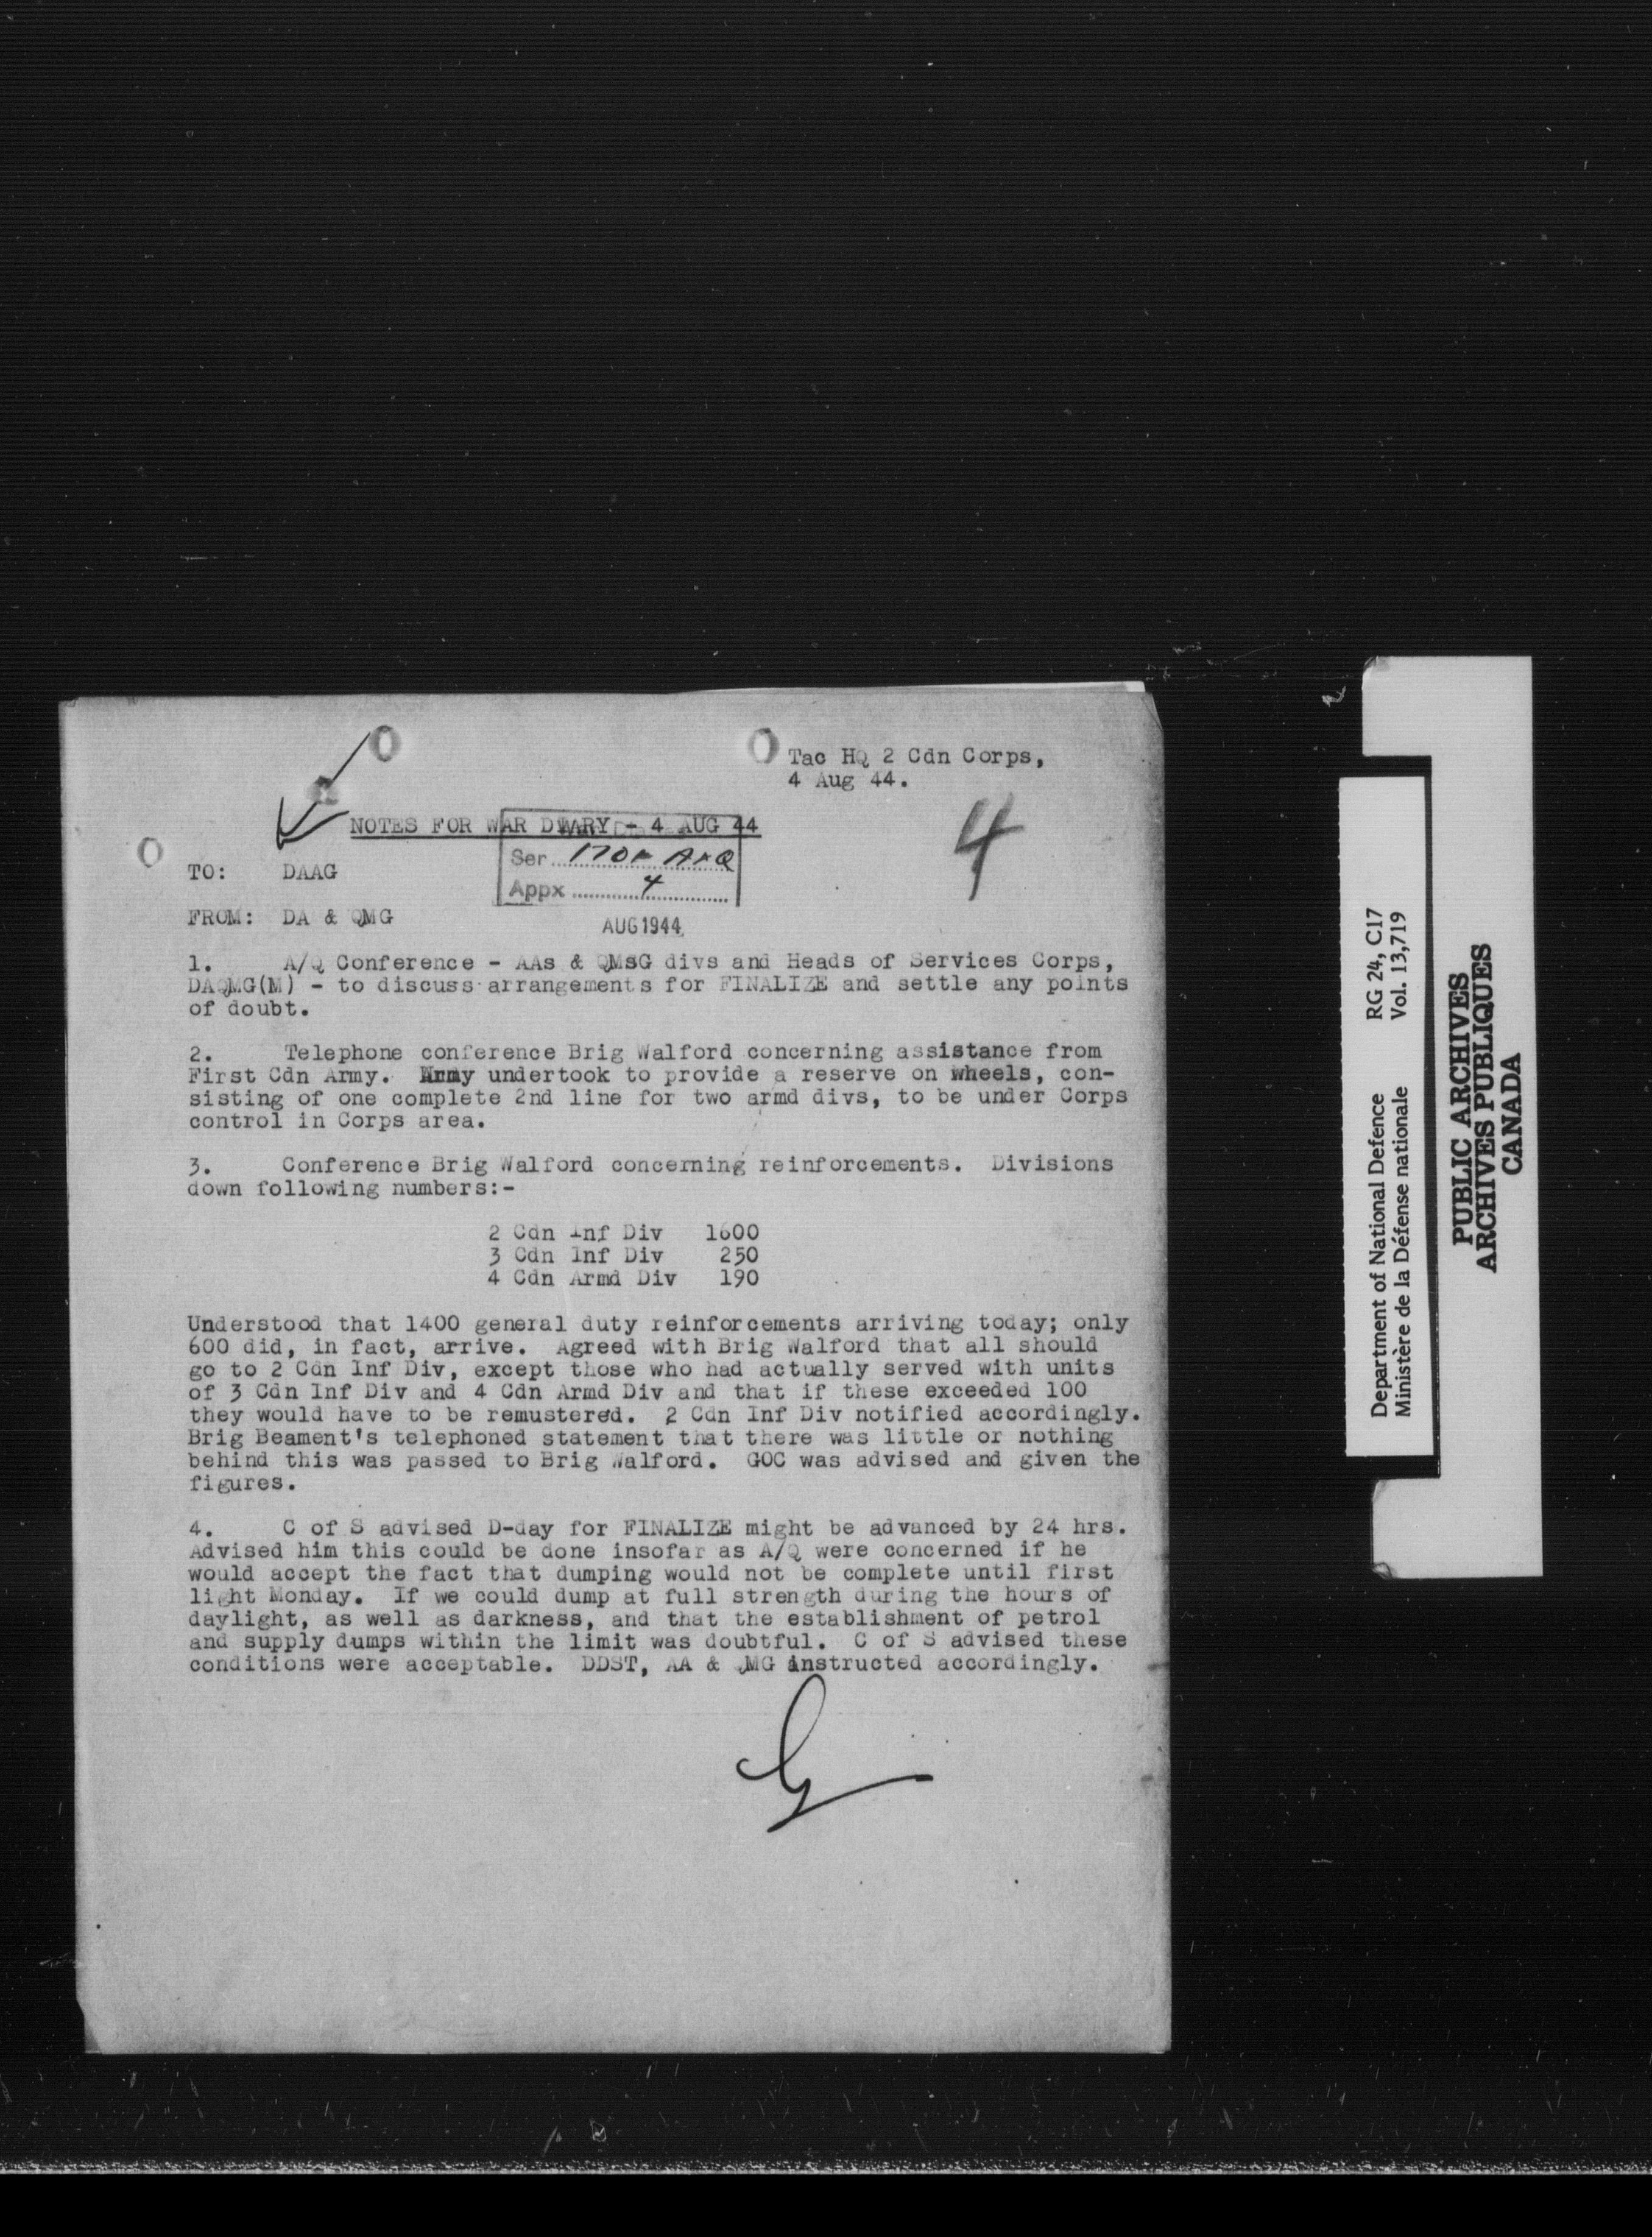 Tac HQ 2 Cdn Corps,
4 Aug 44.
4
NOTES FOR WAR DIARY - 4 AUG 44
Ser
A & Q
Appx 4
AUG 1944
TO: DAAG
FROM: DA & QMG
1. A/Q Conference - AAs & QMsG divs and Heads of Services Corps,
DAQMG(M) - to discuss arrangements for FINALIZE and settle any points
of doubt.
2. Telephone conference Brig Walford concerning assistance from
First Cdn Army. Army undertook to provide a reserve on wheels, con-
sisting of one complete 2nd line for two armd divs, to be under Corps
control in Corps area.
3. Conference Brig Walford concerning reinforcements. Divisions
down following numbers:-
2 Cdn Inf Div 1600
3 Cdn Inf Div 250
4 Cdn Armd Div 190
Understood that 1400 general duty reinforcements arriving today; only
600 did, in fact, arrive. Agreed with Brig Walford that all should
go to 2 Cdn Inf Div, except those who had actually served with units
of 3 Cdn Inf Div and 4 Cdn Armd Div and that if these exceeded 100
they would have to be remustered. 2 Cdn Inf Div notified accordingly.
Brig Beament's telephoned statement that there was little or nothing
behind this was passed to Brig Walford. GOC was advised and given the
figures.
4. C of S advised D-day for FINALIZE might be advanced by 24 hrs.
Advised him this could be done insofar as A/Q were concerned if he
would accept the fact that dumping would not be complete until first
light Monday. If we could dump at full strength during the hours of
daylight, as well as darkness, and that the establishment of petrol
and supply dumps within the limit was doubtful. C of S advised these
conditions were acceptable. DDST, AA & QMG instructed accordingly.
Department of National Defence RG 24, C17
Ministère de la Défense nationale Vol. 13,719
PUBLIC ARCHIVES
ARCHIVES PUBLIQUES
CANADA